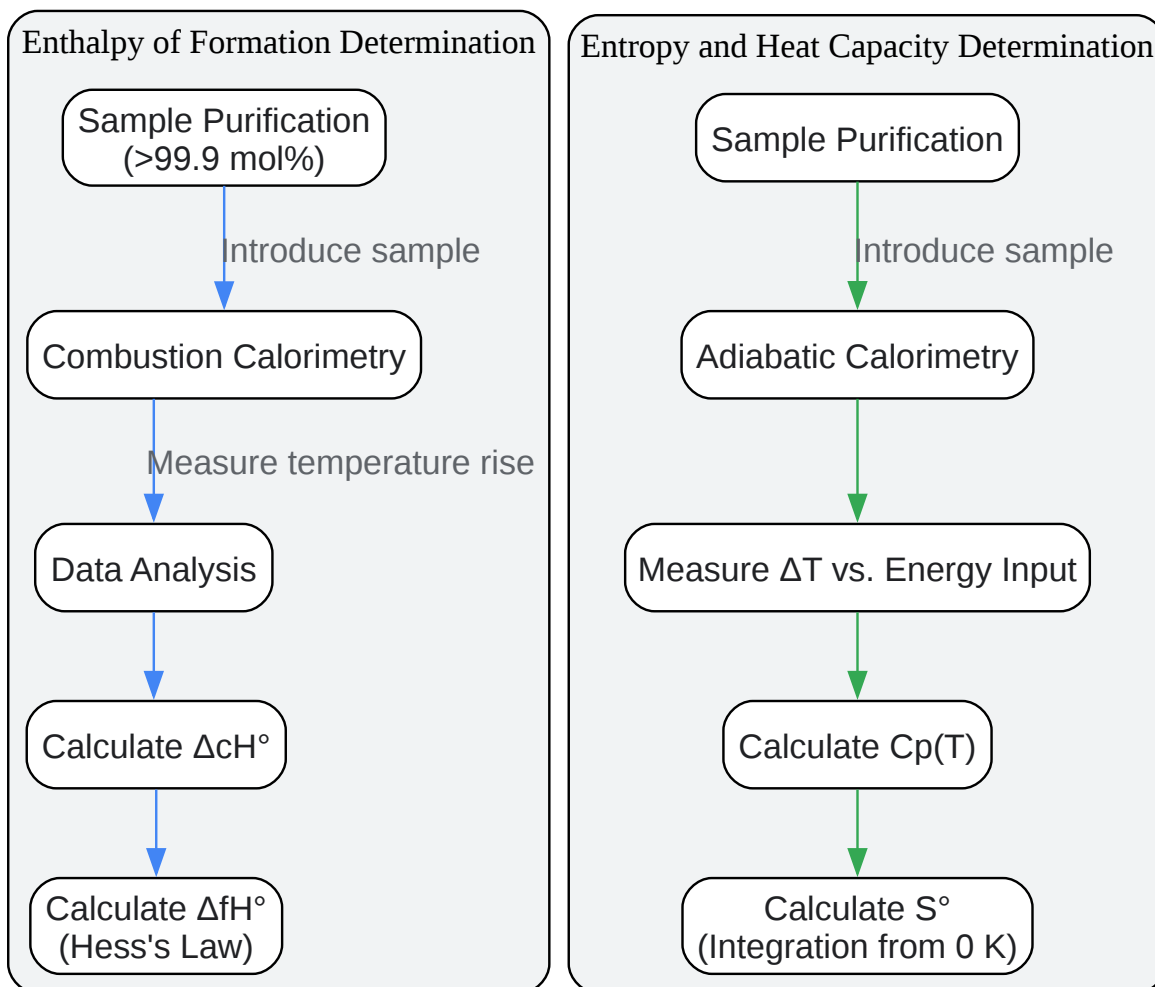 Enthalpy of Formation Determination
Sample Purification
(>99.9 mol%)
Introduce sample
Combustion Calorimetry
Measure temperature rise
Data Analysis
Calculate ΔcH°
Calculate ΔfH°
(Hess's Law)
Entropy and Heat Capacity Determination
Sample Purification
Introduce sample
Adiabatic Calorimetry
Measure ΔT vs. Energy Input
Calculate Cp(T)
Calculate S°
(Integration from 0 K)